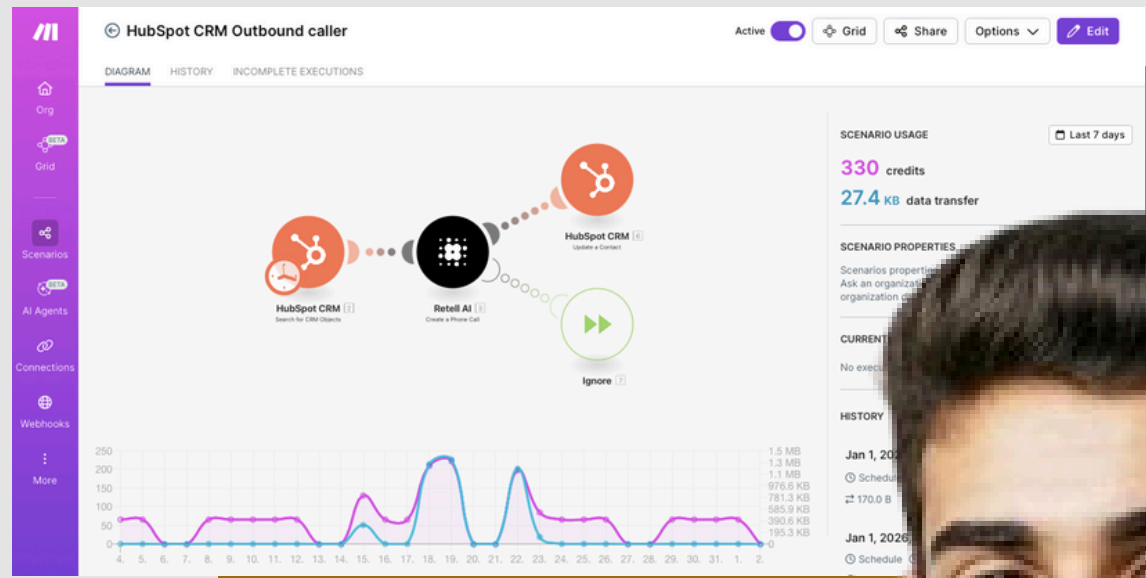 HubSpot CRM Outbound caller
Active
Grid
Share
Options
Edit
DIAGRAM
HISTORY
INCOMPLETE EXECUTIONS
Org
BETA
Grid
Scenarios
BETA
AI Agents
Connections
Webhooks
More
HubSpot CRM
Search for CRM Objects
Retell AI
Create a Phone Call
HubSpot CRM
Update a Contact
Ignore
SCENARIO USAGE
Last 7 days
330 credits
27.4 KB data transfer
SCENARIO PROPERTIES
Scenarios
Ask an
CURRENT
No
HISTORY
Jan 1,
170.0 B
Jan 1, 2026
Schedule
250
200
150
100
50
0
1.5 MB
1.3 MB
1.1 MB
976.6 KB
781.3 KB
585.9 KB
390.6 KB
195.3 KB
0
4. 5. 6. 7. 8. 9. 10. 11. 12. 13. 14. 15. 16. 17. 18. 19. 20. 21. 22. 23. 24. 25. 26. 27. 28. 29. 30. 31. 1. 2.